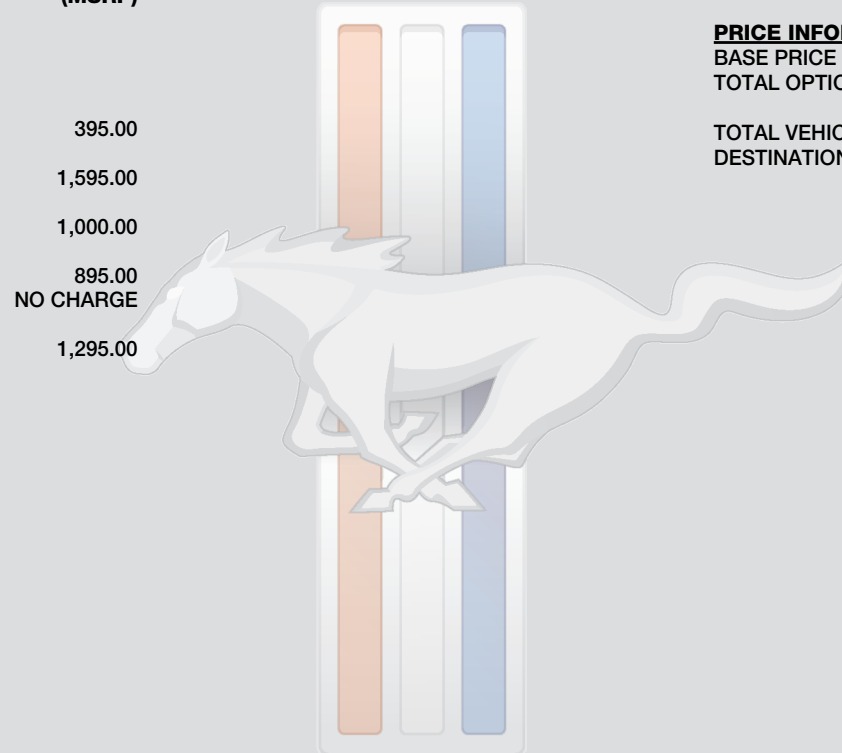 (MSRP)
395.00
1,595.00
1,000.00
895.00
NO CHARGE
1,295.00
PRICE INFO
BASE PRICE
TOTAL OPTIO
TOTAL VEHIC
DESTINATION